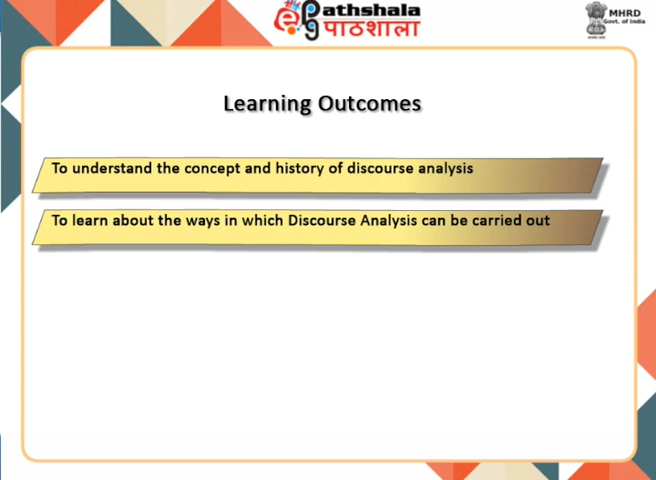 ePathshala
पाठशाला
MHRD
Govt. of India
Learning Outcomes
To understand the concept and history of discourse analysis
To learn about the ways in which Discourse Analysis can be carried out